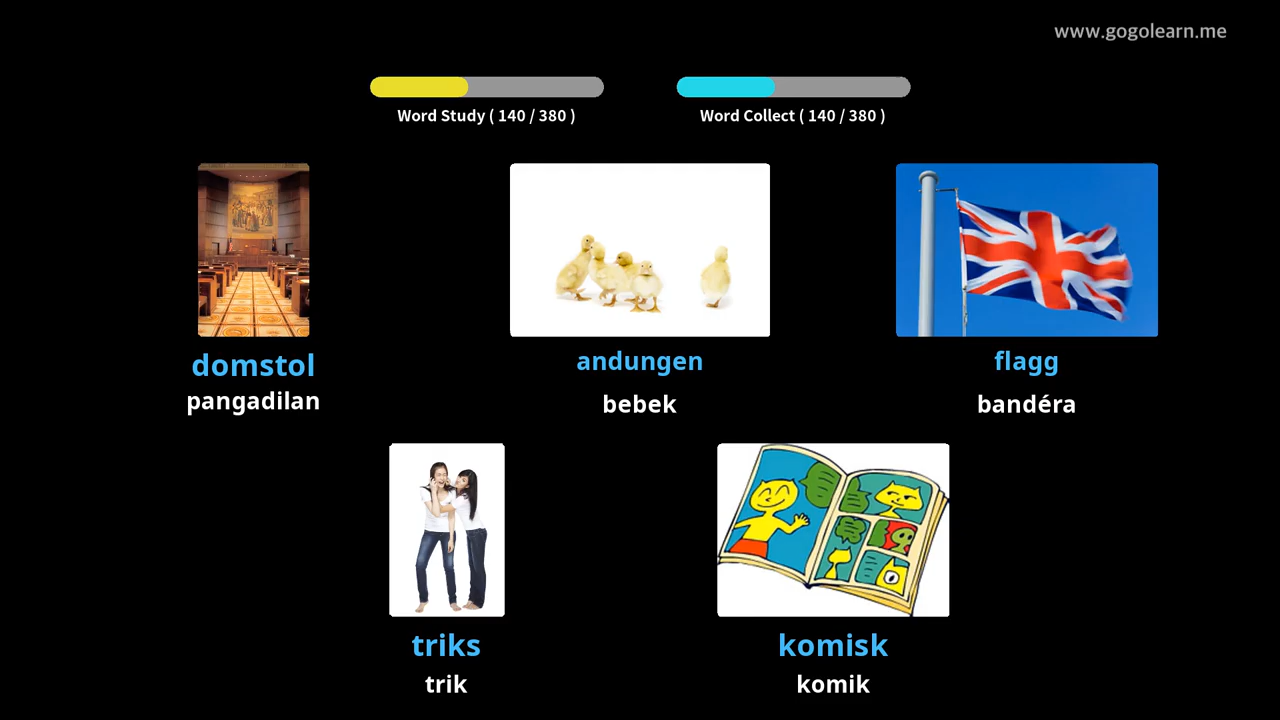 www.gogolearn.me
Word Study ( 140 / 380 )
Word Collect ( 140 / 380 )
domstol
pangadilan
andungen
bebek
flagg
bandéra
triks
trik
komisk
komik